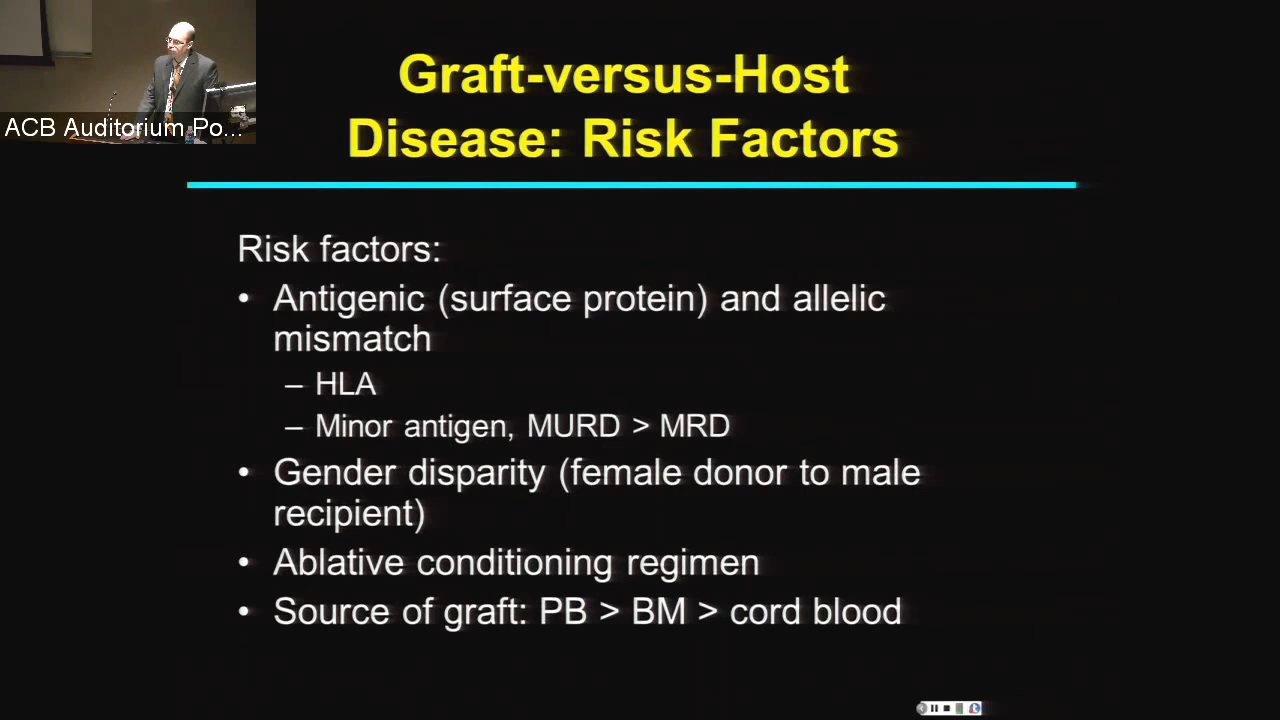 ACB Auditorium Po...
Graft-versus-Host
Disease: Risk Factors
Risk factors:
• Antigenic (surface protein) and allelic
mismatch
– HLA
– Minor antigen, MURD > MRD
• Gender disparity (female donor to male
recipient)
• Ablative conditioning regimen
• Source of graft: PB > BM > cord blood